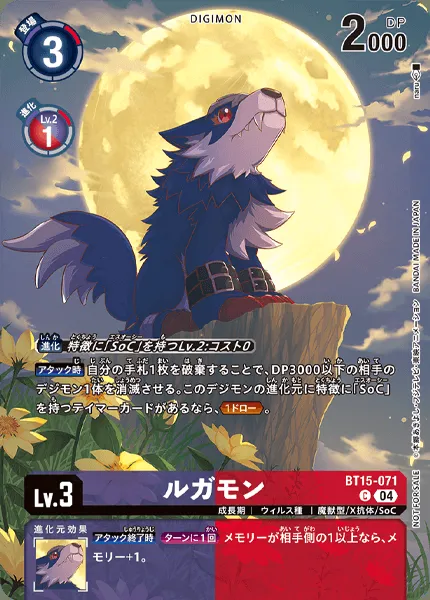 DIGIMON
登場
とうじょう
3
DP
2000
進化
しんか
Lv.2
1
naru
BANDAI MADE IN JAPAN
NOT FOR SALE
進化 特徴に「SoC」を持つLv.2:コスト0
アタック時 自分の手札1枚を破棄することで、DP3000以下の相手の
デジモン1体を消滅させる。このデジモンの進化元に特徴に「SoC」
を持つテイマーカードがあるなら、1ドロー。
Lv.3
ルガモン
BT15-071
C 04
成長期 | ウィルス種 | 魔獣型/X抗体/SoC
進化元効果
アタック終了時 ターンに1回 メモリーが相手側の1以上なら、メ
モリー+1。